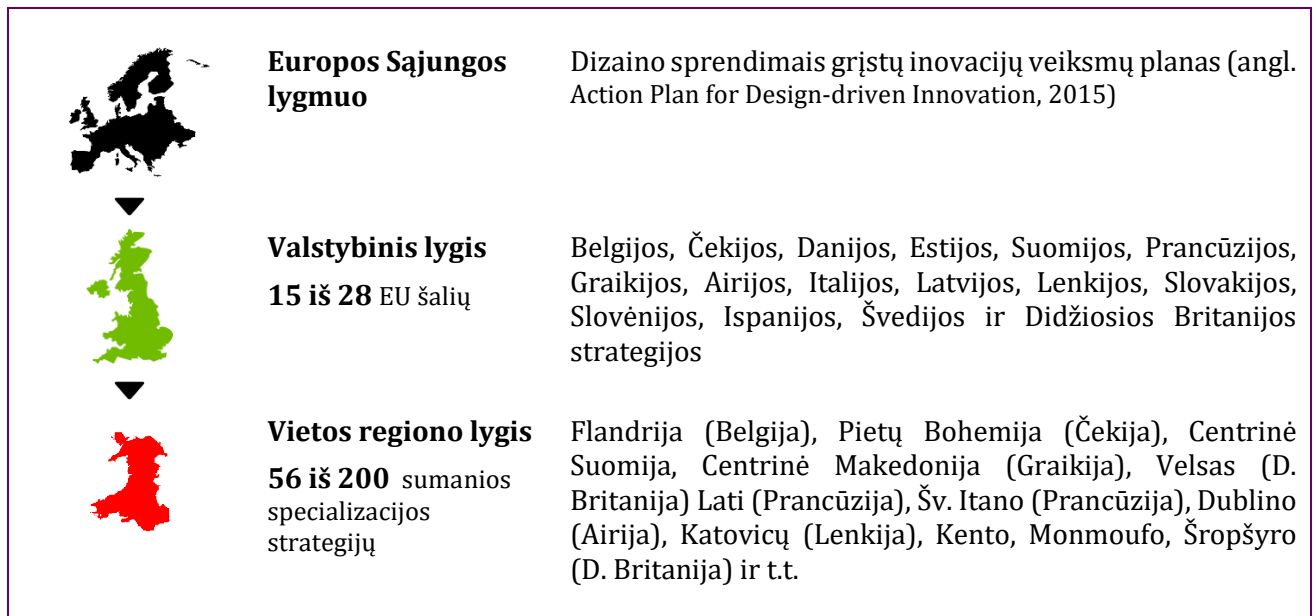 Europos Sąjungos
lygmuo
Dizaino sprendimais grįstų inovacijų veiksmų planas (angl.
Action Plan for Design-driven Innovation, 2015)
Valstybinis lygis
15 iš 28 EU šalių
Belgijos, Čekijos, Danijos, Estijos, Suomijos, Prancūzijos,
Graikijos, Airijos, Italijos, Latvijos, Lenkijos, Slovakijos,
Slovėnijos, Ispanijos, Švedijos ir Didžiosios Britanijos
strategijos
Vietos regiono lygis
56 iš 200 sumanios
specializacijos
strategijų
Flandrija (Belgija), Pietų Bohemija (Čekija), Centrinė
Suomija, Centrinė Makedonija (Graikija), Velsas (D.
Britanija) Lati (Prancūzija), Šv. Itano (Prancūzija), Dublino
(Airija), Katovicų (Lenkija), Kento, Monmoufo, Šropšyro
(D. Britanija) ir t.t.